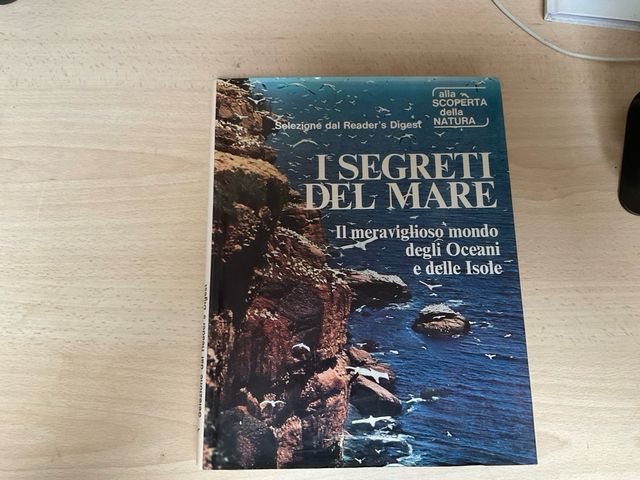 alla
SCOPERTA
della
NATURA
Selezione dal Reader's Digest
I SEGRETI
DEL MARE
Il meraviglioso mondo
degli Oceani
e delle Isole
Selezione dal Reader's Digest